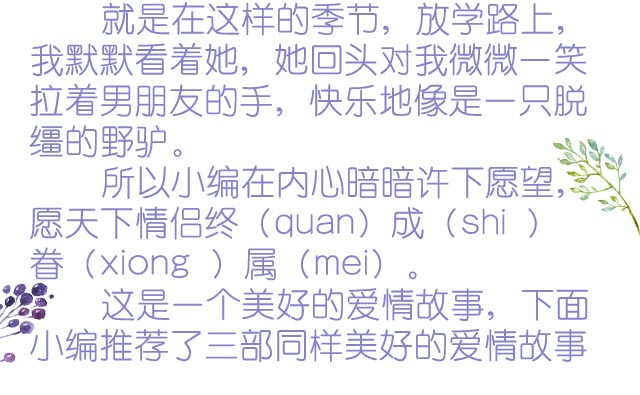 就是在这样的季节，放学路上，
我默默看着她，她回头对我微微一笑
拉着男朋友的手，快乐地像是一只脱
缰的野驴。
所以小编在内心暗暗许下愿望，
愿天下情侣终（quan）成（shi ）
眷（xiong ）属（mei）。
这是一个美好的爱情故事，下面
小编推荐了三部同样美好的爱情故事